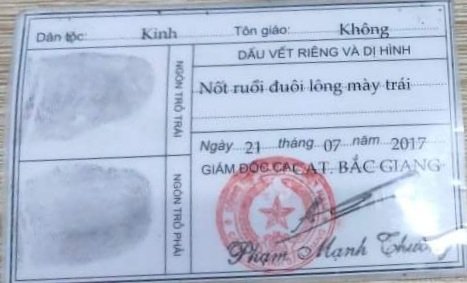 Dân tộc: Kinh Tôn giáo: Không
NGÓN TRỎ TRÁI
NGÓN TRỎ PHẢI
DẤU VẾT RIÊNG VÀ DỊ HÌNH
Nốt ruồi đuôi lông mày trái
Ngày 21 tháng 07 năm 2017
GIÁM ĐỐC CA CAT. BẮC GIANG
Phạm Mạnh Thường